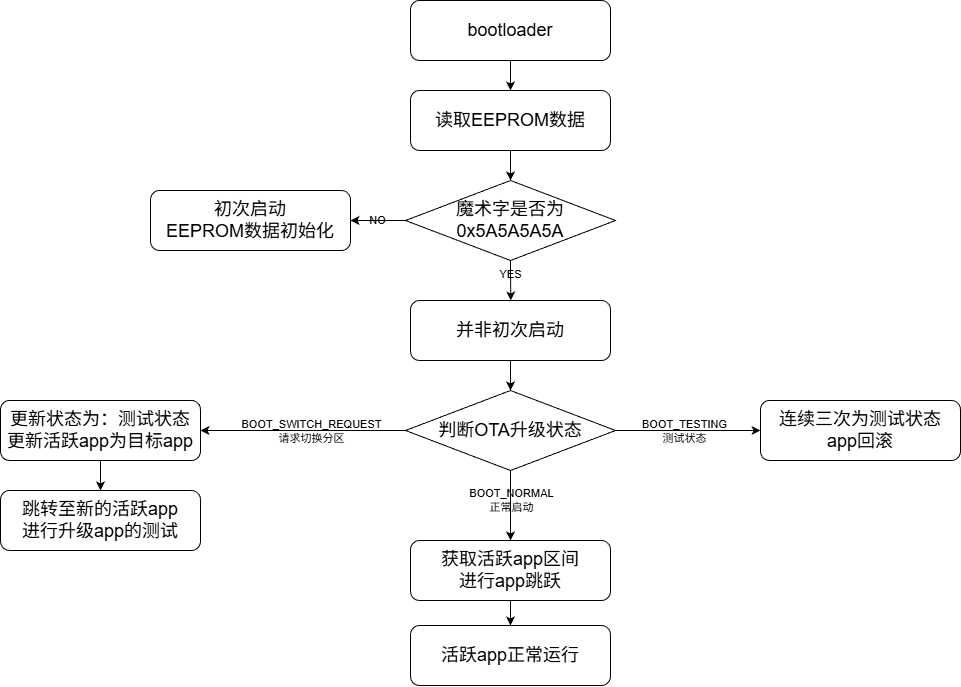 bootloader
读取EEPROM数据
魔术字是否为
0x5A5A5A5A
NO
初次启动
EEPROM数据初始化
YES
并非初次启动
判断OTA升级状态
BOOT_SWITCH_REQUEST
请求切换分区
更新状态为：测试状态
更新活跃app为目标app
跳转至新的活跃app
进行升级app的测试
BOOT_TESTING
测试状态
连续三次为测试状态
app回滚
BOOT_NORMAL
正常启动
获取活跃app区间
进行app跳跃
活跃app正常运行